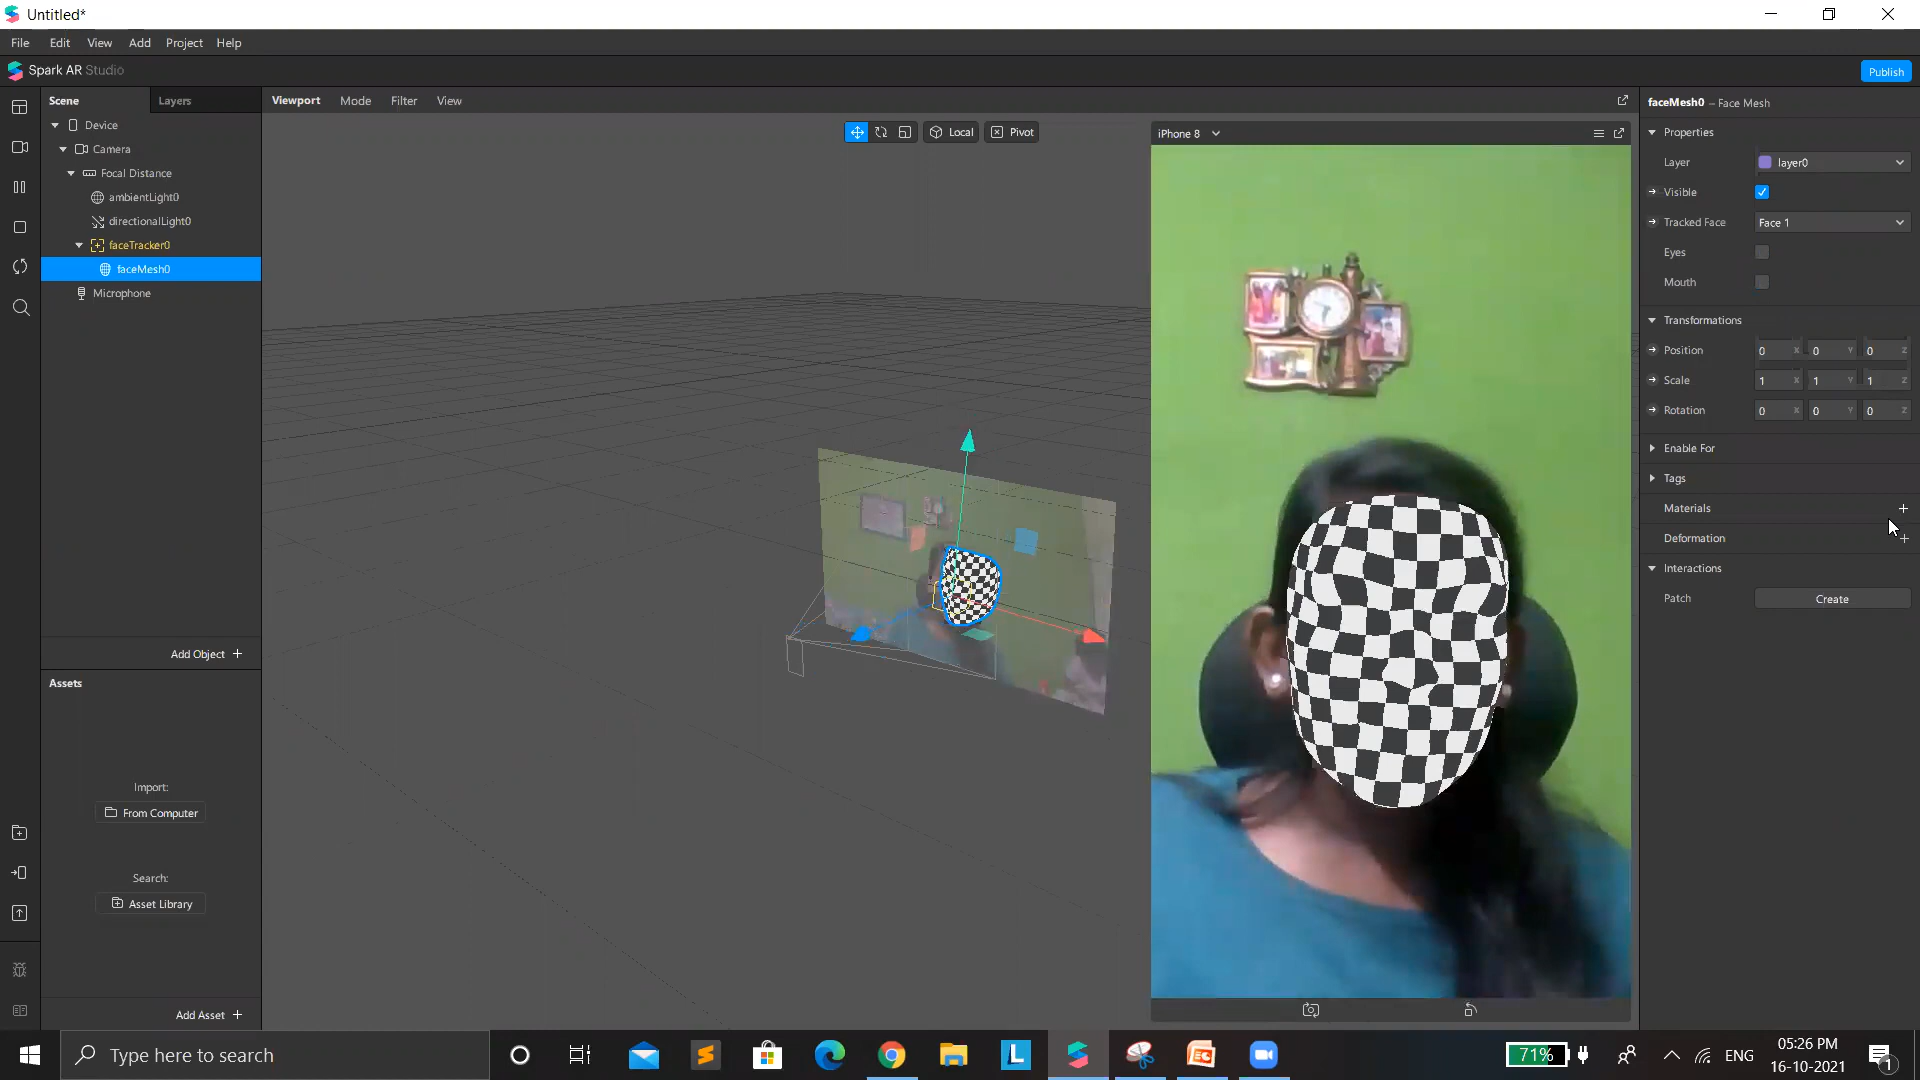 Untitled*
File Edit View Add Project Help
Spark AR Studio
Publish
Scene Layers
Device
Camera
Focal Distance
ambientLight0
directionalLight0
faceTracker0
faceMesh0
Microphone
Add Object +
Assets
Import:
From Computer
Search:
Asset Library
Add Asset +
Viewport Mode Filter View
Local Pivot
iPhone 8
faceMesh0 – Face Mesh
Properties
Layer layer0
Visible
Tracked Face Face 1
Eyes
Mouth
Transformations
Position 0 X 0 Y 0 Z
Scale 1 X 1 Y 1 Z
Rotation 0 X 0 Y 0 Z
Enable For
Tags
Materials +
Deformation +
Interactions
Patch Create
Type here to search
L
71%
ENG
05:26 PM
16-10-2021
1